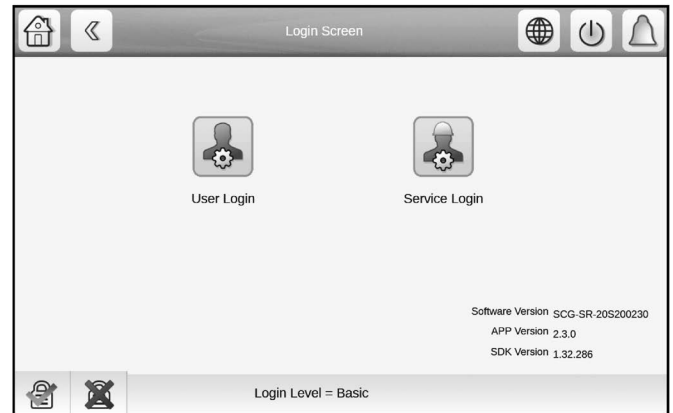 Login Screen
User Login
Service Login
Software Version SCG-SR-20S200230
APP Version 2.3.0
SDK Version 1.32.286
Login Level = Basic